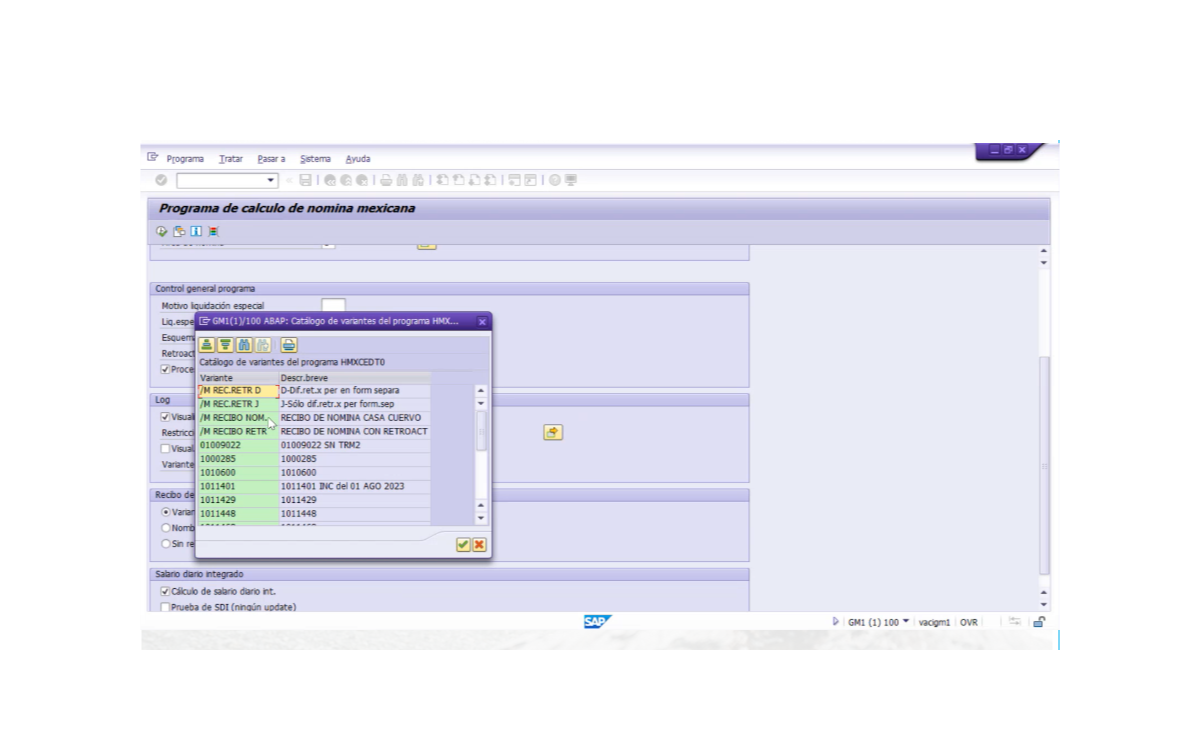 Programa Tratar Pasar a Sistema Ayuda
Programa de calculo de nomina mexicana
Control general programa
Motivo liquidación especial
Liq.espe
GM1(1)/100 ABAP: Catálogo de variantes del programa HMX...
Esquem
Retroact
Catálogo de variantes del programa HMXCEDT0
Proce
Variante Descr.breve
/M REC.RETR D D-Dif.ret.x per en form separa
Log
/M REC.RETR J J-Sólo dif.retr.x per form.sep
Visual
/M RECIBO NOM. RECIBO DE NOMINA CASA CUERVO
Restricci
/M RECIBO RETR RECIBO DE NOMINA CON RETROACT
Visual
01009022 01009022 SN TRM2
1000285 1000285
Variante
1010600 1010600
1011401 1011401 INC del 01 AGO 2023
Recibo de
1011429 1011429
Varian
1011448 1011448
Nomb
Sin re
Salario diario integrado
Cálculo de salario diario int.
Prueba de SDI (ningún update)
SAP GM1 (1) 100 vacigm1 OVR